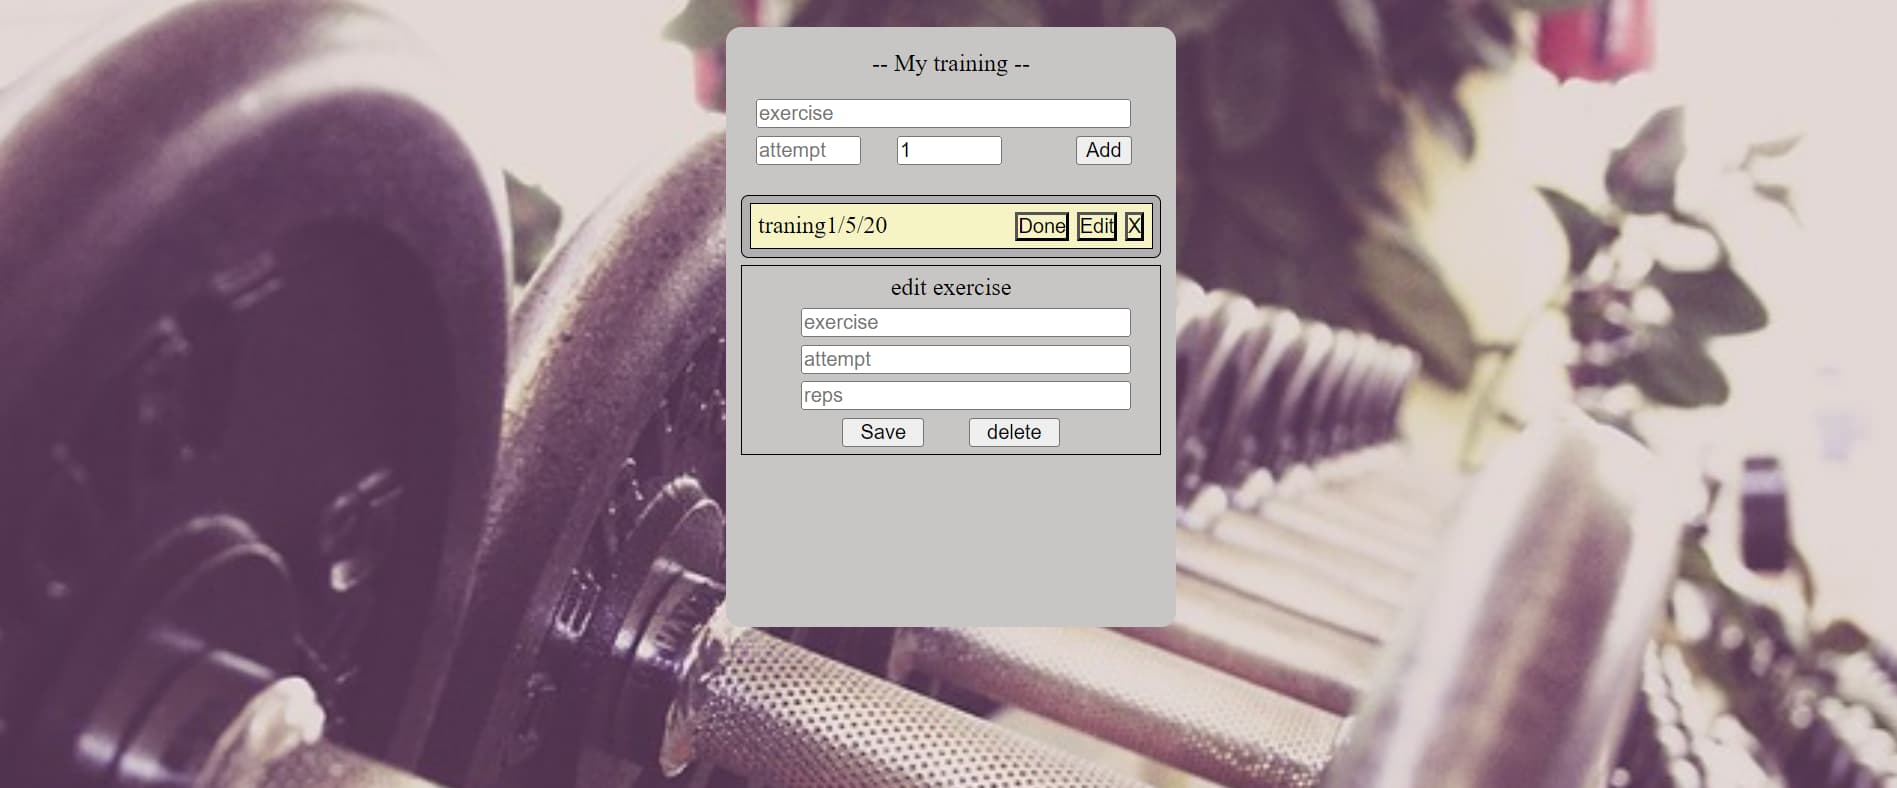 -- My training --
exercise
attempt 1 Add
traning1/5/20 Done Edit X
edit exercise
exercise
attempt
reps
Save delete